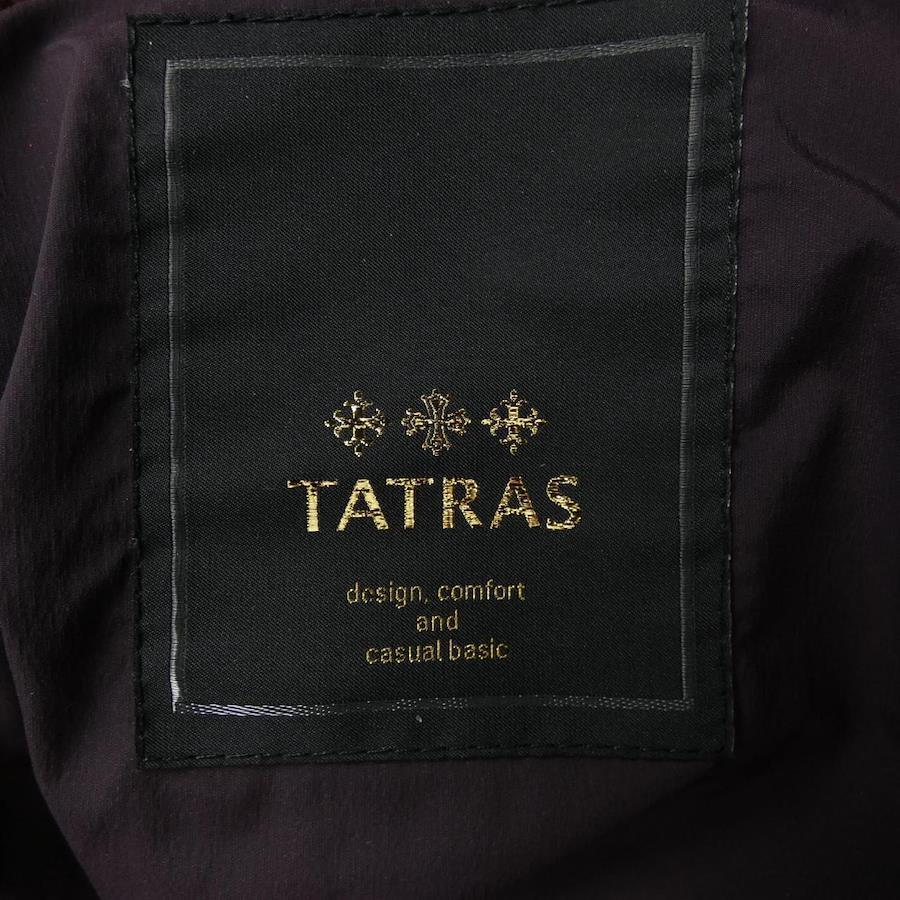 TATRAS
design, comfort
and
casual basic